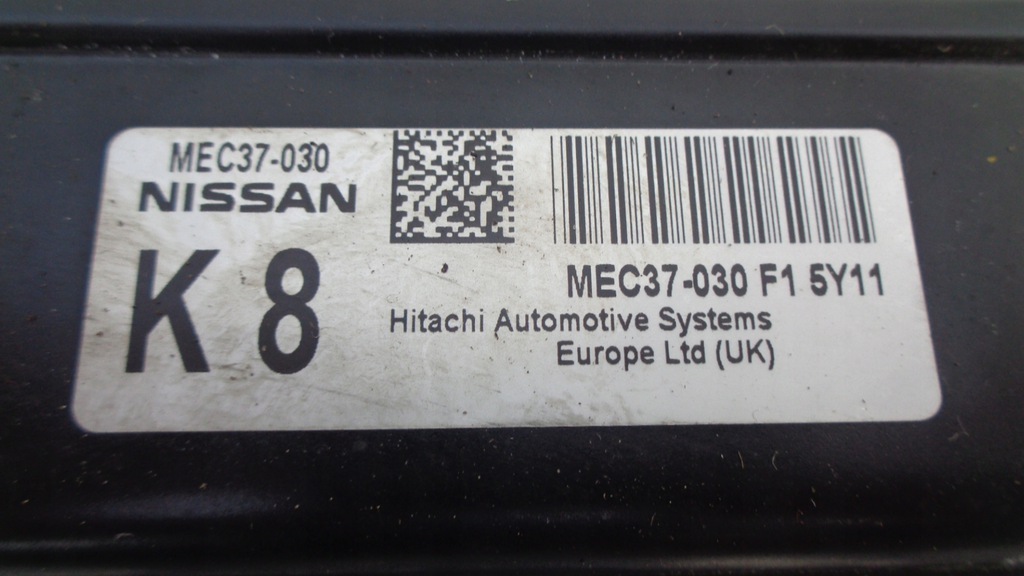 MEC37-030
NISSAN
K 8
MEC37-030 F1 5Y11
Hitachi Automotive Systems
Europe Ltd (UK)